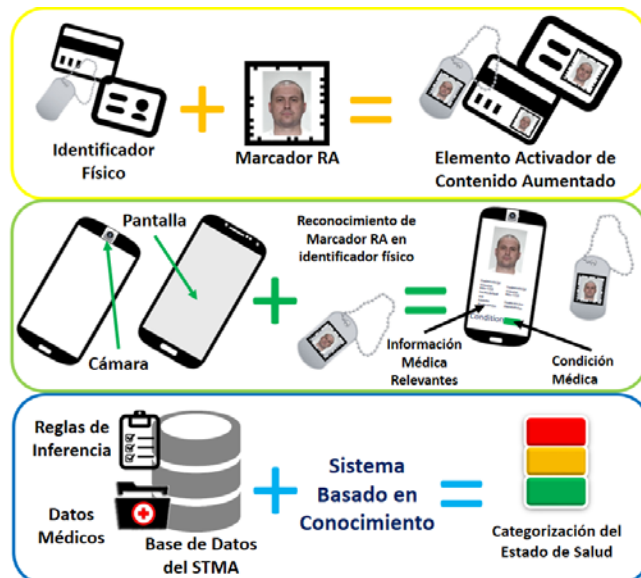 Identificador
Físico
Marcador RA
Elemento Activador de
Contenido Aumentado
Pantalla
Cámara
Reconocimiento de
Marcador RA en
identificador físico
Condition
Información
Médica
Relevantes
Condición
Médica
Reglas de
Inferencia
Datos
Médicos
Base de Datos
del STMA
Sistema
Basado en
Conocimiento
Categorización del
Estado de Salud